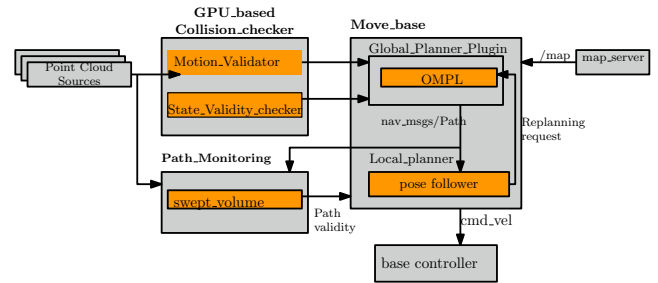 GPU_based
Collision_checker
Move_base
Point Cloud
Sources
Motion_Validator
State_Validity_checker
Global_Planner_Plugin
OMPL
/map
map_server
nav_msgs/Path
Replanning
request
Path_Monitoring
swept_volume
Path
validity
Local_planner
pose follower
cmd_vel
base controller